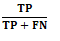 TP
TP + FN